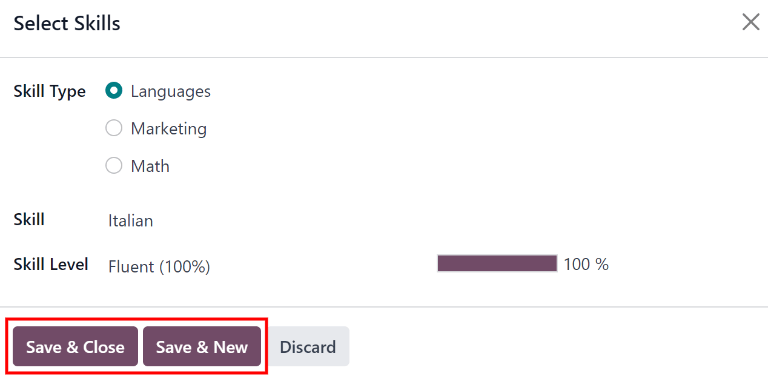 Select Skills
Skill Type Languages
Marketing
Math
Skill Italian
Skill Level Fluent (100%) 100 %
Save & Close Save & New Discard